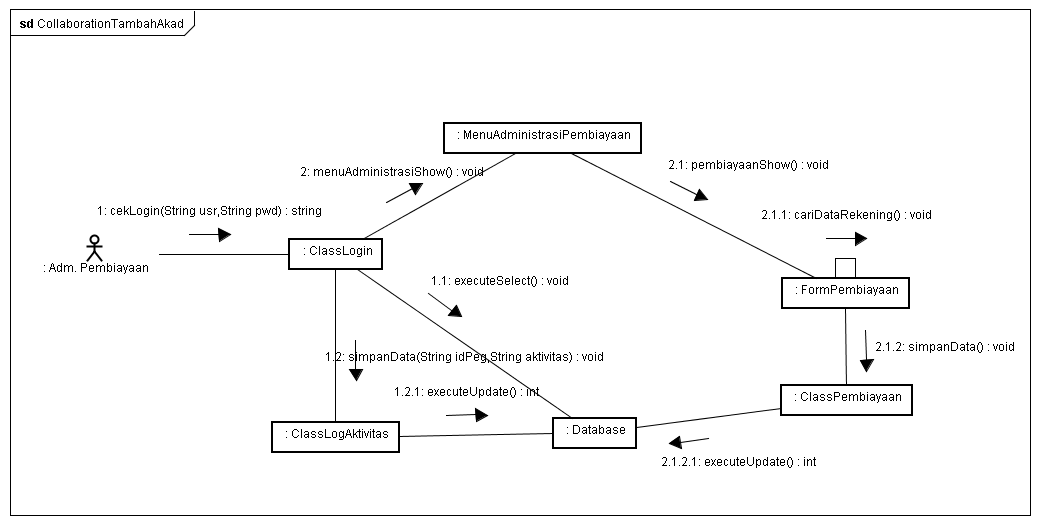 sd CollaborationTambahAkad
: MenuAdministrasiPembiayaan
2: menuAdministrasiShow() : void
2.1: pembiayaanShow() : void
1: cekLogin(String usr,String pwd) : string
2.1.1: cariDataRekening() : void
: ClassLogin
: Adm. Pembiayaan
1.1: executeSelect() : void
: FormPembiayaan
1.2: simpanData(String idPeg,String aktivitas) : void
2.1.2: simpanData() : void
1.2.1: executeUpdate() : int
: ClassPembiayaan
: ClassLogAktivitas
: Database
2.1.2.1: executeUpdate() : int